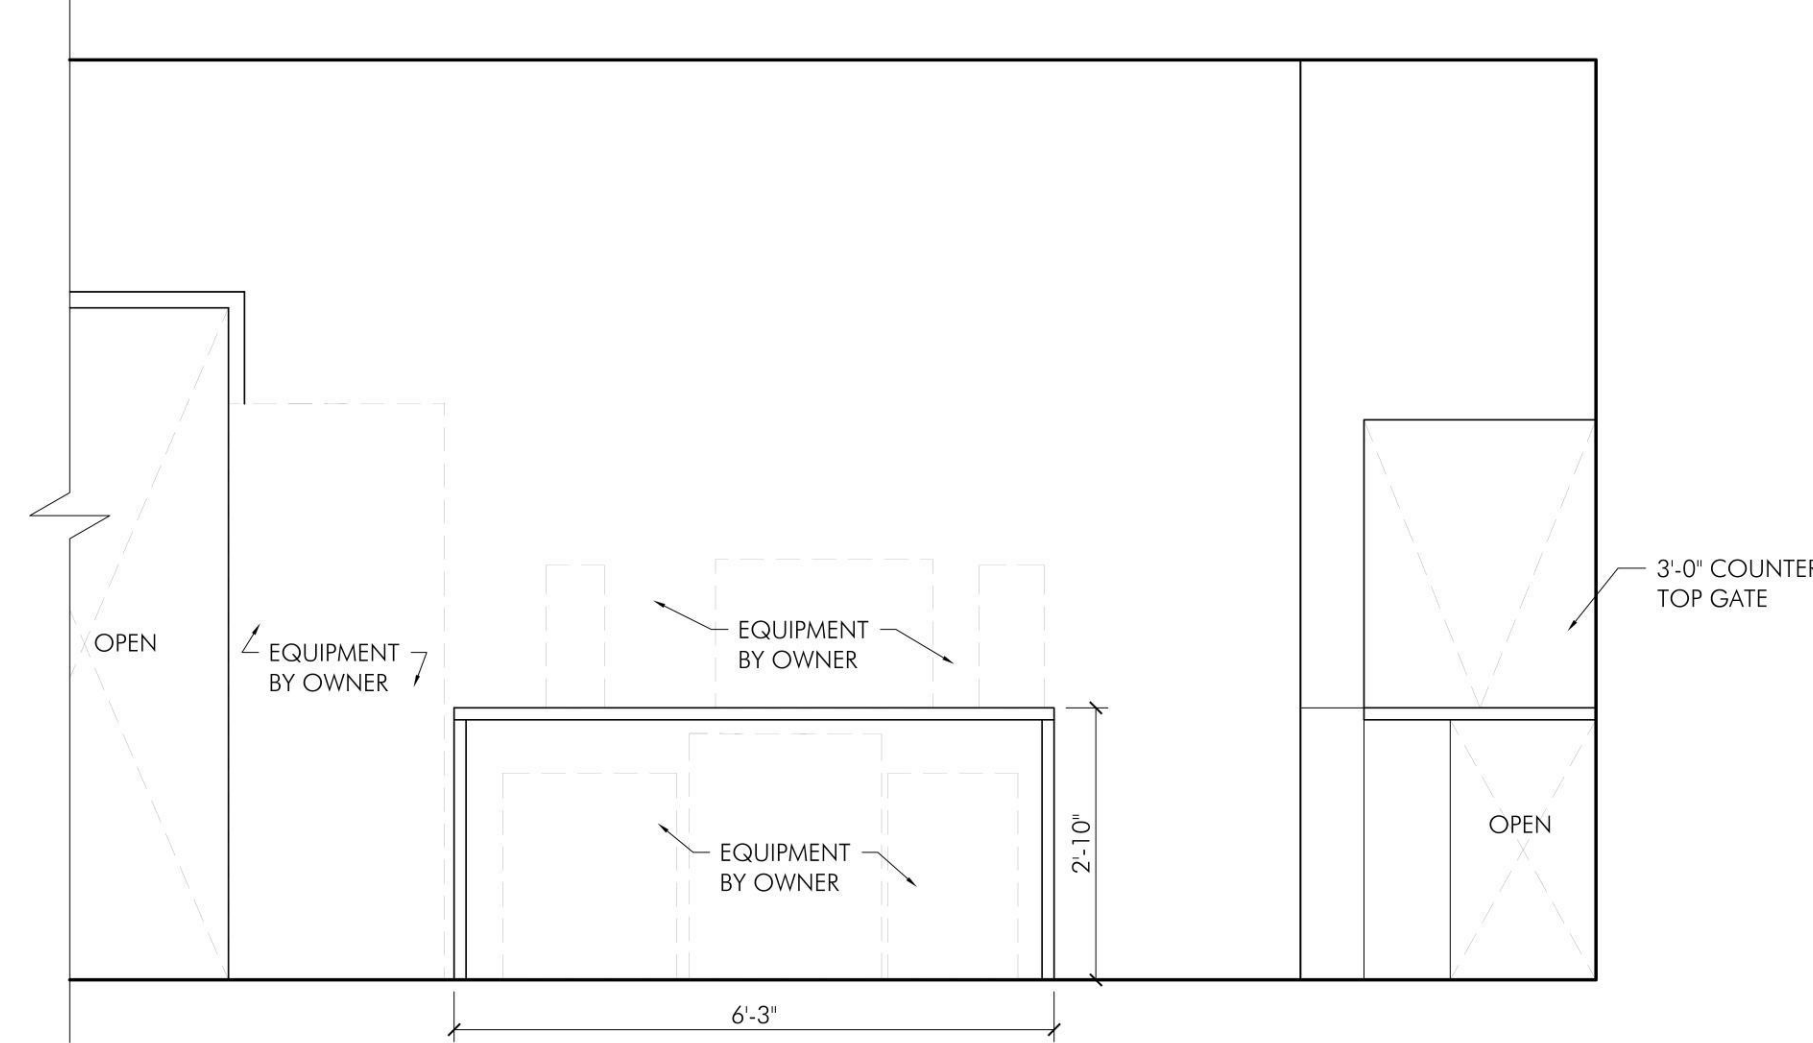 3'-0" COUNTER
TOP GATE
EQUIPMENT
BY OWNER
OPEN
EQUIPMENT
BY OWNER
OPEN
EQUIPMENT
BY OWNER
2'-10"
6'-3"